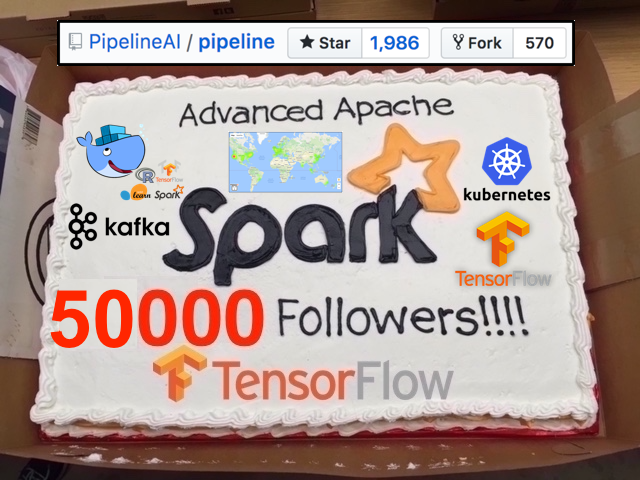 PipelineAI / pipeline Star 1,986 Fork 570
Advanced Apache
R TensorFlow
learn Spark
kubernetes
kafka
Spark
TensorFlow
50000 Followers!!!!
TensorFlow